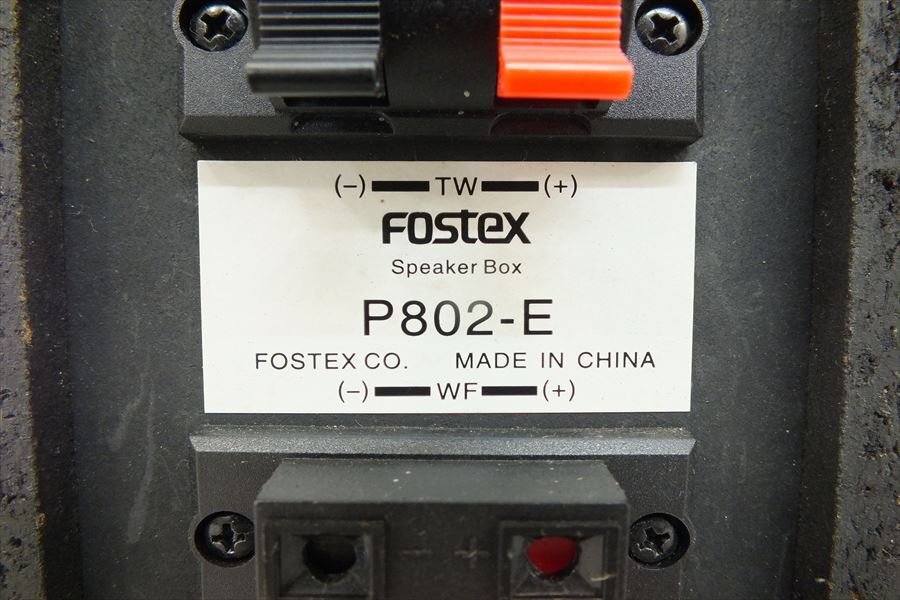 (−) TW (+)
FOSTEX
Speaker Box
P802-E
FOSTEX CO. MADE IN CHINA
(−) WF (+)
− +